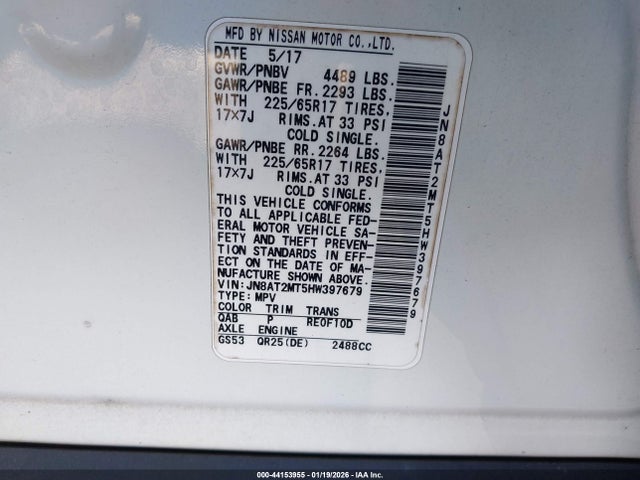 MFD BY NISSAN MOTOR CO.,LTD.
DATE 5/17
GVWR/PNBV 4489 LBS.
GAWR/PNBE FR.2293 LBS.
WITH 225/65R17 TIRES,
17X7J RIMS.AT 33 PSI
COLD SINGLE.
GAWR/PNBE RR.2264 LBS.
WITH 225/65R17 TIRES,
17X7J RIMS.AT 33 PSI
COLD SINGLE.
THIS VEHICLE CONFORMS
TO ALL APPLICABLE FED-
ERAL MOTOR VEHICLE SA-
FETY AND THEFT PREVEN-
TION STANDARDS IN EFF-
ECT ON THE DATE OF MA-
NUFACTURE SHOWN ABOVE.
VIN:JN8AT2MT5HW397679
TYPE:MPV
COLOR TRIM TRANS
QAB P RE0F10D
AXLE ENGINE
GS53 QR25(DE) 2488CC
JN8AT2MT5HW397679
000-44153955 - 01/19/2026 - IAA Inc.